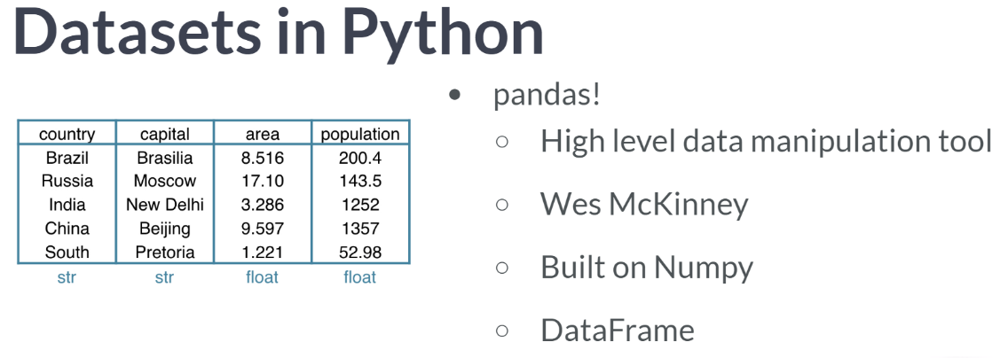 Datasets in Python
country capital area population
Brazil Brasilia 8.516 200.4
Russia Moscow 17.10 143.5
India New Delhi 3.286 1252
China Beijing 9.597 1357
South Pretoria 1.221 52.98
str str float float
• pandas!
○ High level data manipulation tool
○ Wes McKinney
○ Built on Numpy
○ DataFrame